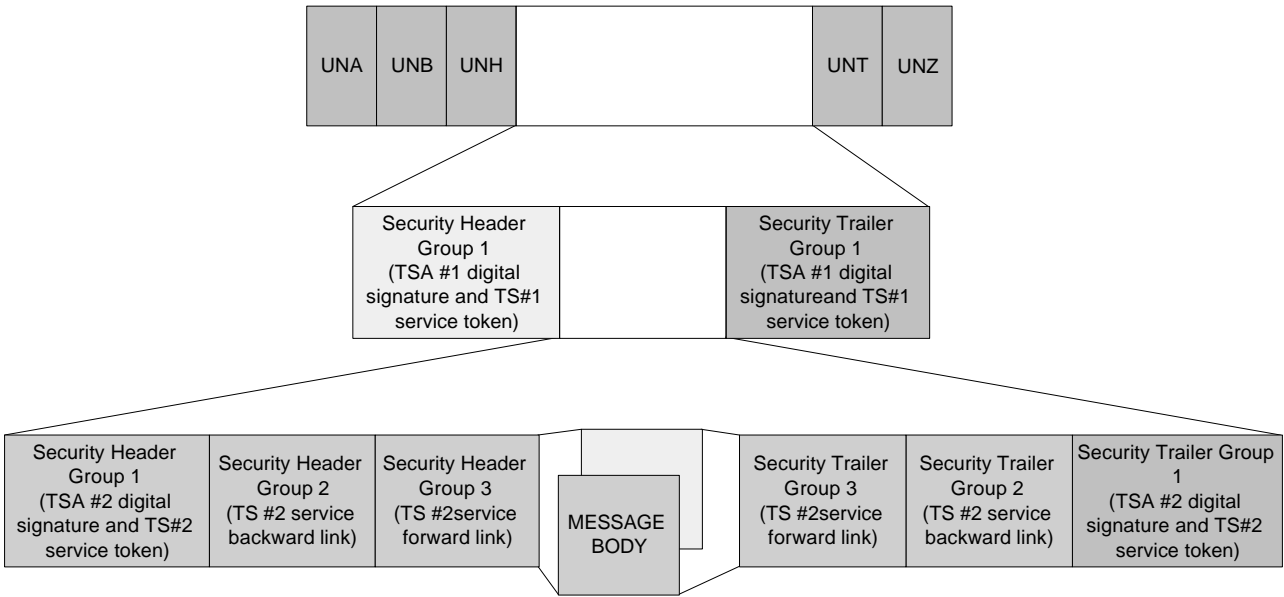 UNA
UNB
UNH
UNT
UNZ
Security Header
Group 1
(TSA #1 digital
signature and TS#1
service token)
Security Trailer
Group 1
(TSA #1 digital
signatureand TS#1
service token)
Security Header
Group 1
(TSA #2 digital
signature and TS#2
service token)
Security Header
Group 2
(TS #2 service
backward link)
Security Header
Group 3
(TS #2service
forward link)
MESSAGE
BODY
Security Trailer
Group 3
(TS #2service
forward link)
Security Trailer
Group 2
(TS #2 service
backward link)
Security Trailer Group
1
(TSA #2 digital
signature and TS#2
service token)